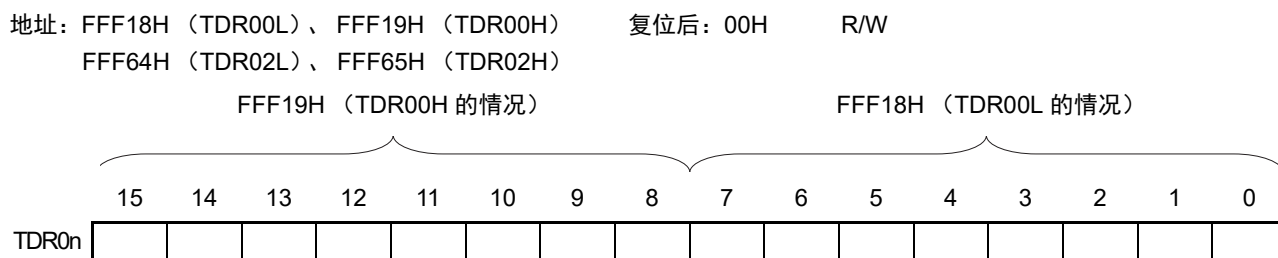 地址：FFF18H （TDR00L）、 FFF19H （TDR00H） 复位后：00H R/W
FFF64H （TDR02L）、 FFF65H （TDR02H）
FFF19H （TDR00H 的情况） FFF18H （TDR00L 的情况）
15 14 13 12 11 10 9 8 7 6 5 4 3 2 1 0
TDR0n